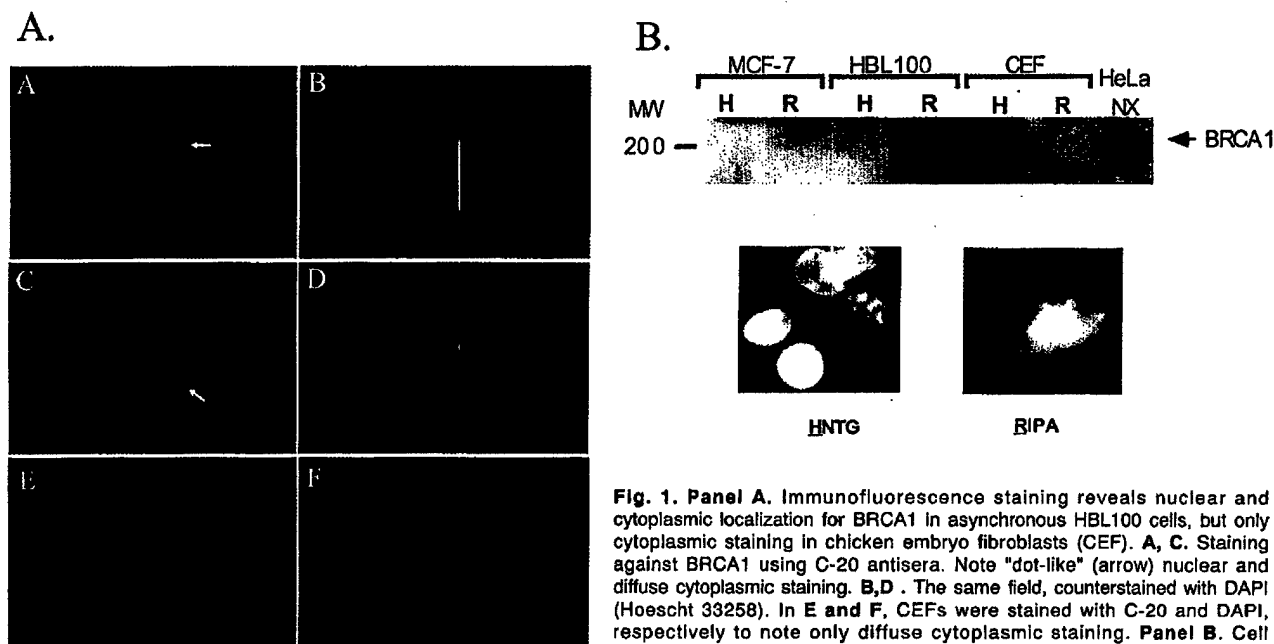 A.
A
B
C
D
E
F
B.
MCF-7 HBL100 CEF HeLa
MW H R H R H R NX
200 BRCA1
HNTG RIPA
Fig. 1. Panel A. Immunofluorescence staining reveals nuclear and
cytoplasmic localization for BRCA1 in asynchronous HBL100 cells, but only
cytoplasmic staining in chicken embryo fibroblasts (CEF). A, C. Staining
against BRCA1 using C-20 antisera. Note "dot-like" (arrow) nuclear and
diffuse cytoplasmic staining. B,D . The same field, counterstained with DAPI
(Hoescht 33258). In E and F, CEFs were stained with C-20 and DAPI,
respectively to note only diffuse cytoplasmic staining. Panel B. Cell